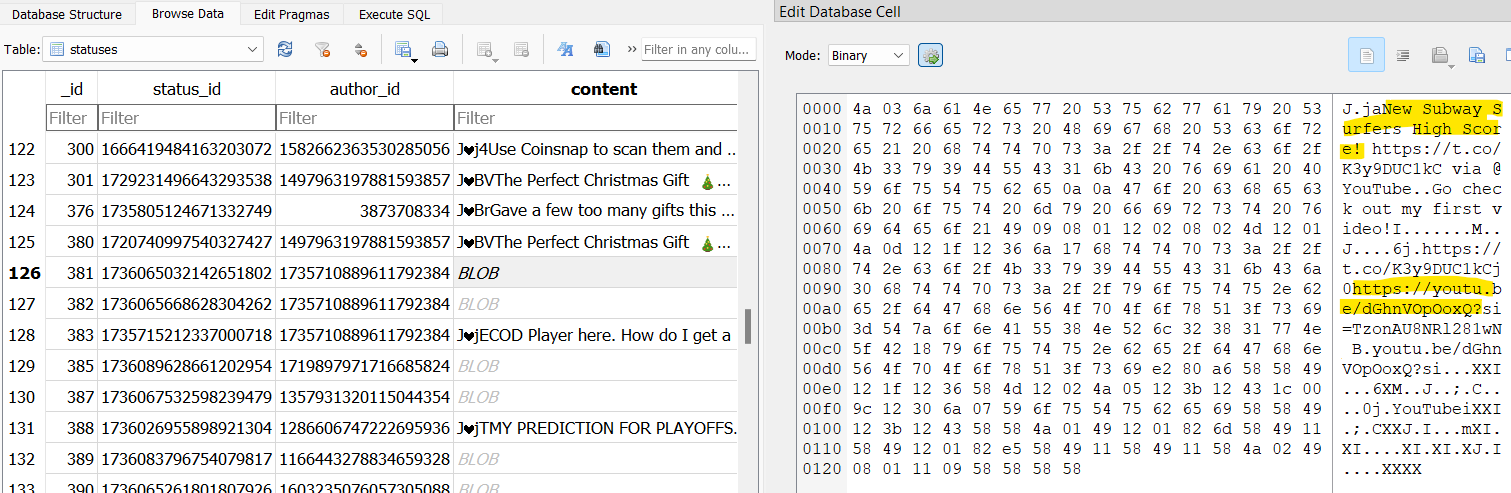 Database Structure Browse Data Edit Pragmas Execute SQL
Table: statuses » Filter in any colu...
_id status_id author_id content
Filter Filter Filter Filter
122 300 1666419484163203072 1582662363530285056 J♥j4Use Coinsnap to scan them and ...
123 301 1729231496643293538 1497963197881593857 J♥BVThe Perfect Christmas Gift 🎄...
124 376 1735805124671332749 3873708334 J♥BrGave a few too many gifts this ...
125 380 1720740997540327427 1497963197881593857 J♥BVThe Perfect Christmas Gift 🎄...
126 381 1736065032142651802 1735710889611792384 BLOB
127 382 1736065668628304262 1735710889611792384 BLOB
128 383 1735715212337000718 1735710889611792384 J♥jECOD Player here. How do I get a
129 385 1736089628661202954 1719897971716685824 BLOB
130 387 1736067532598239479 1357931320115044354 BLOB
131 388 1736026955898921304 1286606747222695936 J♥jTMY PREDICTION FOR PLAYOFFS.
132 389 1736083796754079817 1166443278834659328 BLOB
133 390 1736065261801807926 1603235076057305088 BLOB
Edit Database Cell
Mode: Binary
0000 4a 03 6a 61 4e 65 77 20 53 75 62 77 61 79 20 53 J.jaNew Subway S
0010 75 72 66 65 72 73 20 48 69 67 68 20 53 63 6f 72 urfers High Scor
0020 65 21 20 68 74 74 70 73 3a 2f 2f 74 2e 63 6f 2f e! https://t.co/
0030 4b 33 79 39 44 55 43 31 6b 43 20 76 69 61 20 40 K3y9DUC1kC via @
0040 59 6f 75 54 75 62 65 0a 0a 47 6f 20 63 68 65 63 YouTube..Go chec
0050 6b 20 6f 75 74 20 6d 79 20 66 69 72 73 74 20 76 k out my first v
0060 69 64 65 6f 21 49 09 08 01 12 02 08 02 4d 12 01 ideo!I.......M..
0070 4a 0d 12 1f 12 36 6a 17 68 74 74 70 73 3a 2f 2f J....6j.https://
0080 74 2e 63 6f 2f 4b 33 79 39 44 55 43 31 6b 43 6a t.co/K3y9DUC1kCj
0090 30 68 74 74 70 73 3a 2f 2f 79 6f 75 74 75 2e 62 0https://youtu.b
00a0 65 2f 64 47 68 6e 56 4f 70 4f 6f 78 51 3f 73 69 e/dGhnVOpOoxQ?si
00b0 3d 54 7a 6f 6e 41 55 38 4e 52 6c 32 38 31 77 4e =TzonAU8NRl281wN
00c0 5f 42 18 79 6f 75 74 75 2e 62 65 2f 64 47 68 6e _B.youtu.be/dGhn
00d0 56 4f 70 4f 6f 78 51 3f 73 69 e2 80 a6 58 58 49 VOpOoxQ?si...XXI
00e0 12 1f 12 36 58 4d 12 02 4a 05 12 3b 12 43 1c 00 ...6XM..J..;.C..
00f0 9c 12 30 6a 07 59 6f 75 54 75 62 65 69 58 58 49 ..0j.YouTubeiXXI
0100 12 3b 12 43 58 58 4a 01 49 12 01 82 6d 58 49 11 .;.CXXJ.I...mXI.
0110 58 49 12 01 82 e5 58 49 11 58 49 11 58 4a 02 49 XI....XI.XI.XJ.I
0120 08 01 11 09 58 58 58 58 ....XXXX